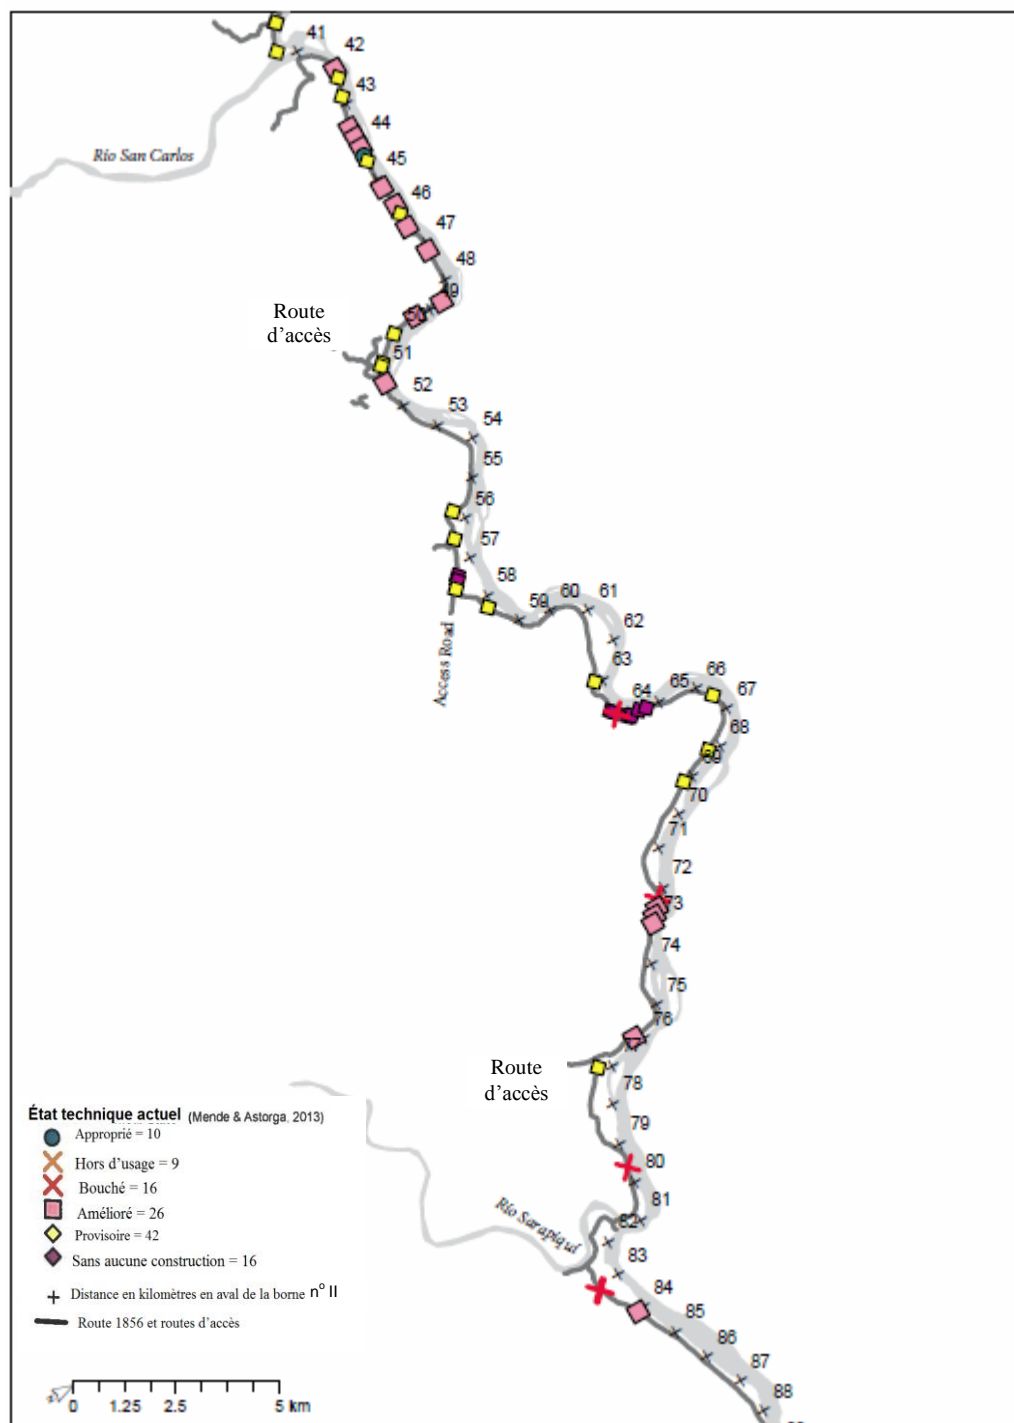 41
42
43
44
Río San Carlos
45
46
47
48
49
Route
d'accès
51
52
53
54
55
56
57
58
59
60
61
62
Access Road
63
64
65
66
67
68
69
70
71
72
73
74
75
76
Route
d'accès
78
79
80
81
Río Sarapiquí
82
83
84
85
86
87
88
État technique actuel (Mende & Astorga, 2013)
Approprié = 10
Hors d'usage = 9
Bouché = 16
Amélioré = 26
Provisoire = 42
Sans aucune construction = 16
Distance en kilomètres en aval de la borne nº II
Route 1856 et routes d'accès
0 1.25 2.5 5 km